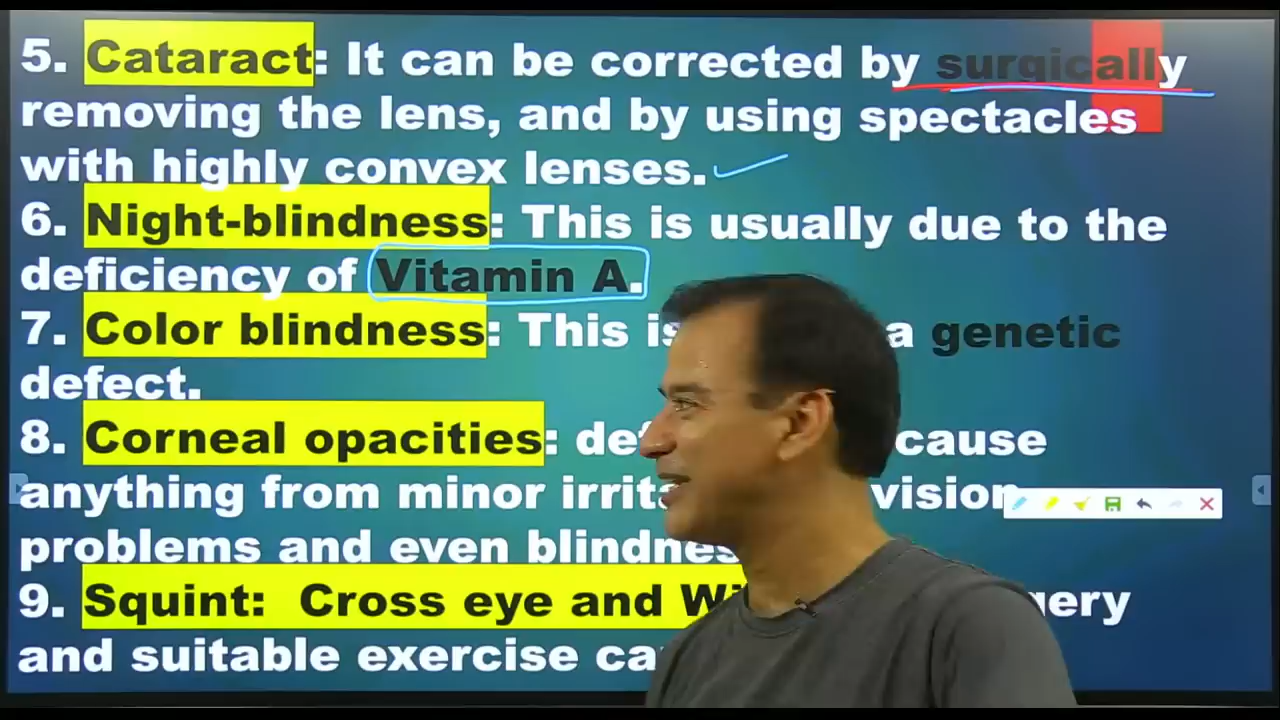 5. Cataract: It can be corrected by surgically
removing the lens, and by using spectacles
with highly convex lenses.
6. Night-blindness: This is usually due to the
deficiency of Vitamin A.
7. Color blindness: This is a genetic
defect.
8. Corneal opacities: cause
anything from minor vision
problems and even
9. Squint: Cross eye and
and suitable exercise